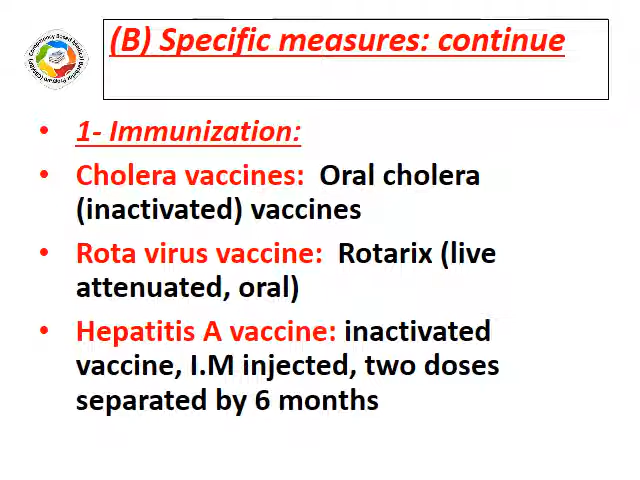 (B) Specific measures: continue
• 1- Immunization:
• Cholera vaccines: Oral cholera
(inactivated) vaccines
• Rota virus vaccine: Rotarix (live
attenuated, oral)
• Hepatitis A vaccine: inactivated
vaccine, I.M injected, two doses
separated by 6 months